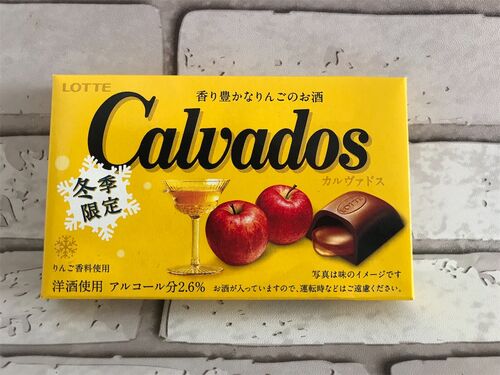 LOTTE
香り豊かなりんごのお酒
Calvados
カルヴァドス
冬季
限定
LOTTE
りんご香料使用
写真は味のイメージです
洋酒使用 アルコール分2.6%
お酒が入っていますので、運転時などはご遠慮ください。